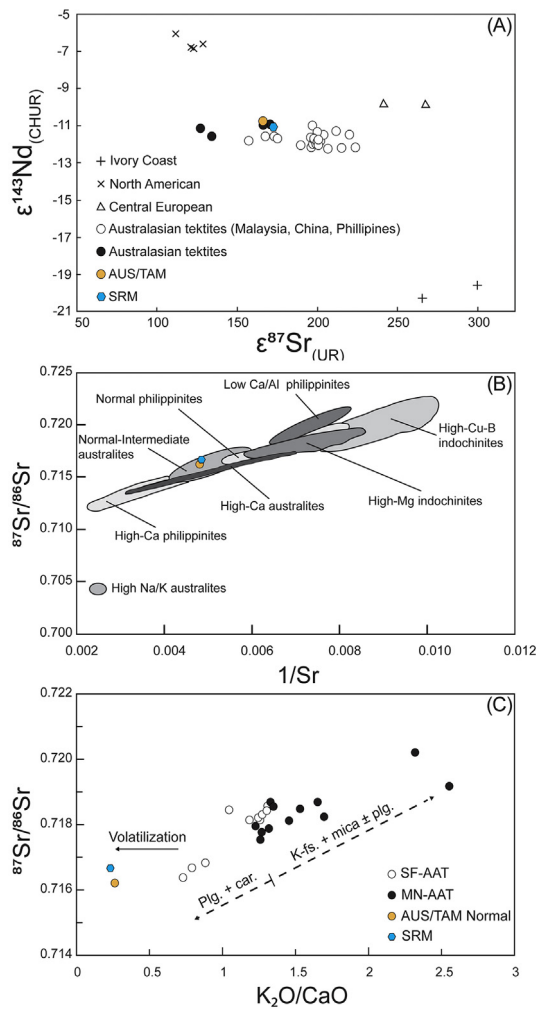 (A)
-5
-7
-9
-11
-13
-15
-17
-19
-21
ε¹⁴³Nd(CHUR)
Ivory Coast
North American
Central European
Australasian tektites (Malaysia, China, Phillipines)
Australasian tektites
AUS/TAM
SRM
50 100 150 200 250 300
ε⁸⁷Sr(UR)
(B)
0.725
0.720
0.715
0.710
0.705
0.700
⁸⁷Sr/⁸⁶Sr
Low Ca/Al philippinites
Normal philippinites
Normal-Intermediate
australites
High-Cu-B
indochinites
High-Ca australites
High-Mg indochinites
High-Ca philippinites
High Na/K australites
0.002 0.004 0.006 0.008 0.010 0.012
1/Sr
(C)
0.722
0.720
0.718
0.716
0.714
⁸⁷Sr/⁸⁶Sr
Volatilization
Plg. + car.
K-fs. + mica ± plg.
SF-AAT
MN-AAT
AUS/TAM Normal
SRM
0 0.5 1 1.5 2 2.5 3
K₂O/CaO